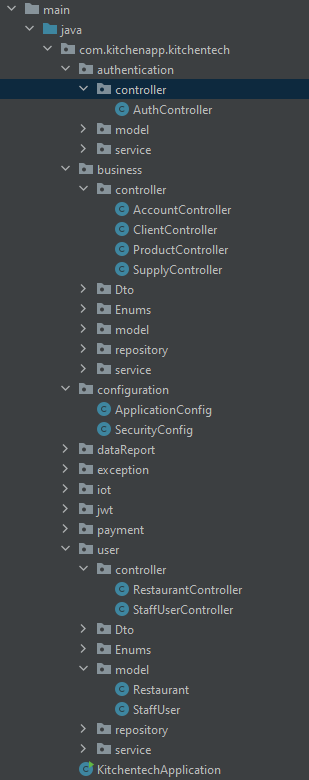 main
java
com.kitchenapp.kitchentech
authentication
controller
AuthController
model
service
business
controller
AccountController
ClientController
ProductController
SupplyController
Dto
Enums
model
repository
service
configuration
ApplicationConfig
SecurityConfig
dataReport
exception
iot
jwt
payment
user
controller
RestaurantController
StaffUserController
Dto
Enums
model
Restaurant
StaffUser
repository
service
KitchentechApplication